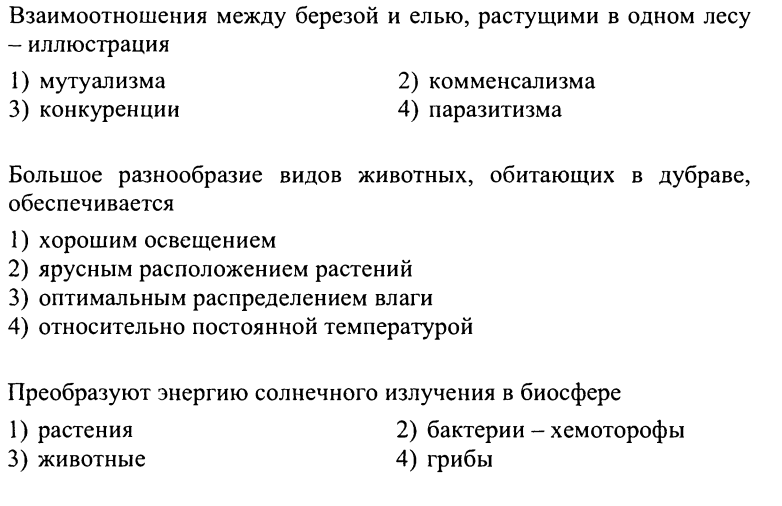 Взаимоотношения между березой и елью, растущими в одном лесу
– иллюстрация
1) мутуализма 2) комменсализма
3) конкуренции 4) паразитизма
Большое разнообразие видов животных, обитающих в дубраве,
обеспечивается
1) хорошим освещением
2) ярусным расположением растений
3) оптимальным распределением влаги
4) относительно постоянной температурой
Преобразуют энергию солнечного излучения в биосфере
1) растения 2) бактерии – хемоторофы
3) животные 4) грибы